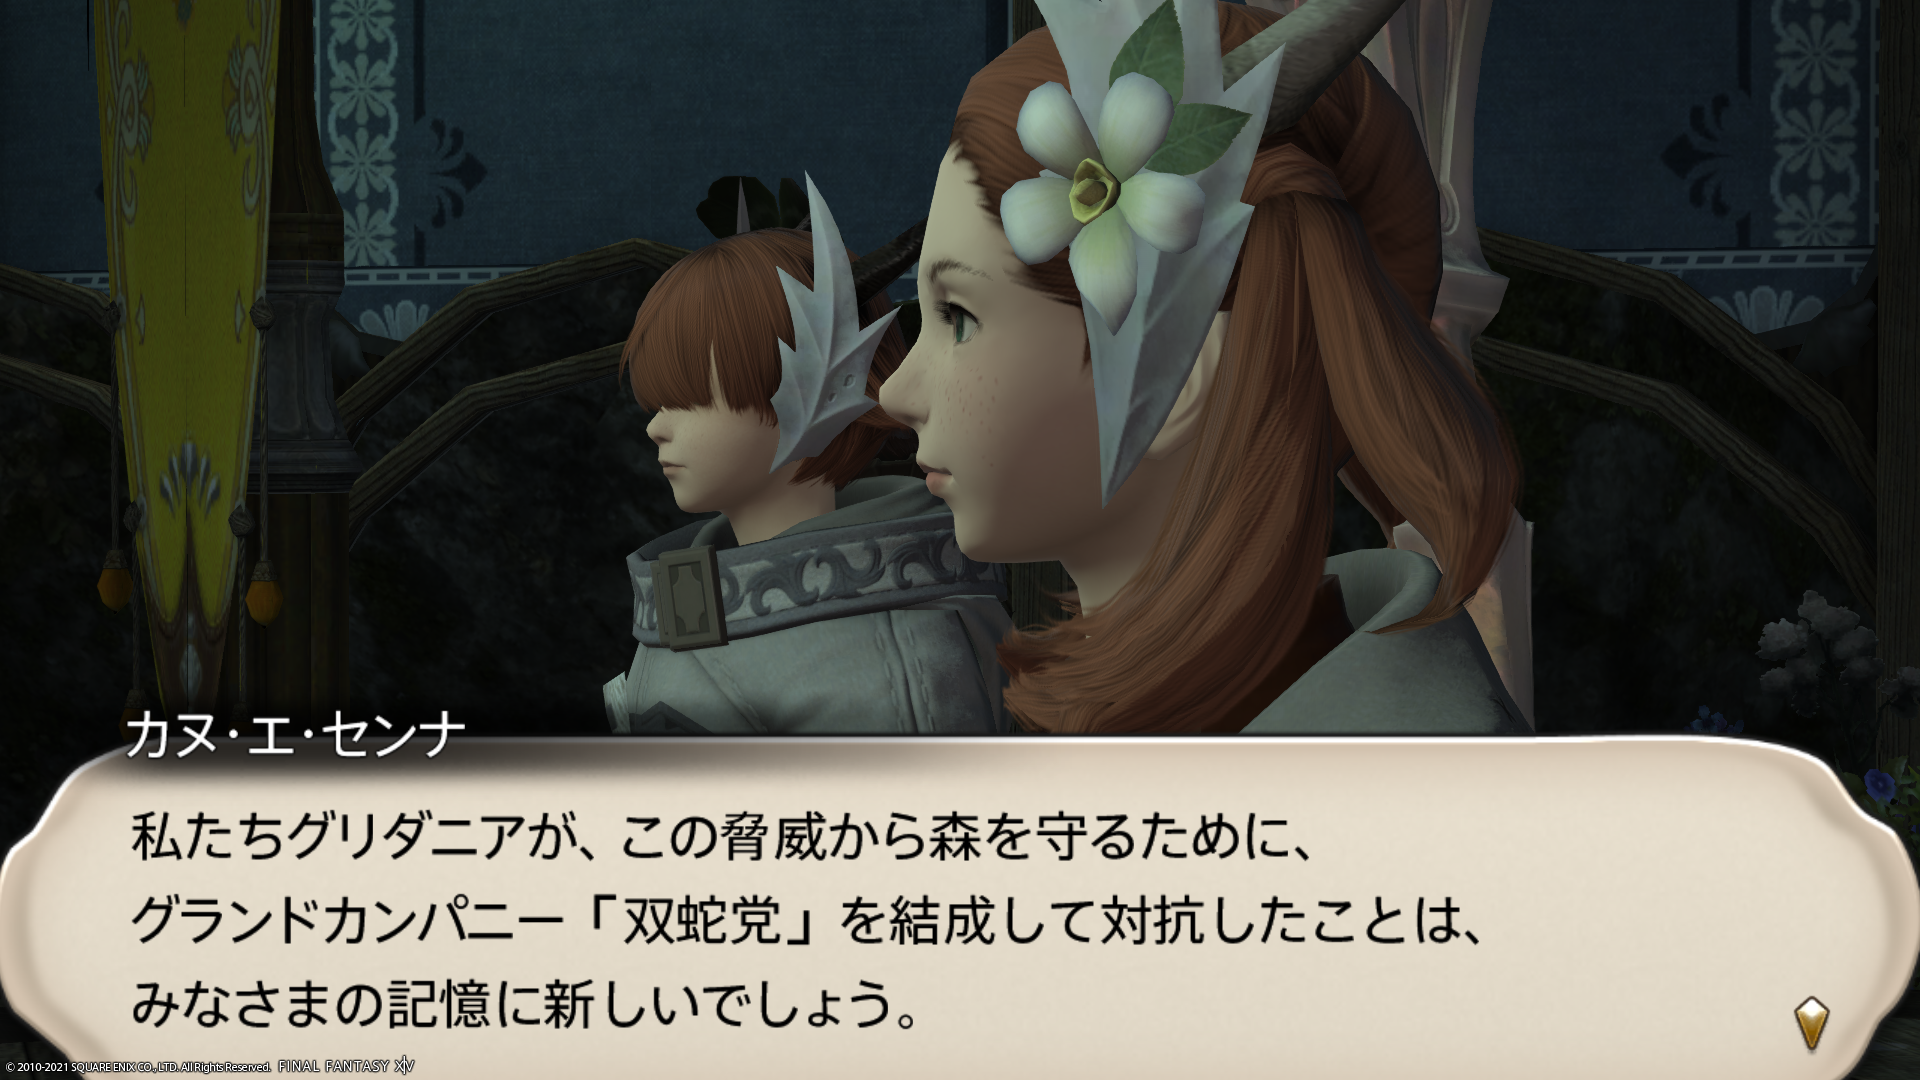 カヌ・エ・センナ
私たちグリダニアが、この脅威から森を守るために、
グランドカンパニー「双蛇党」を結成して対抗したことは、
みなさまの記憶に新しいでしょう。
© 2010-2021 SQUARE ENIX CO., LTD. All Rights Reserved. FINAL FANTASY XIV